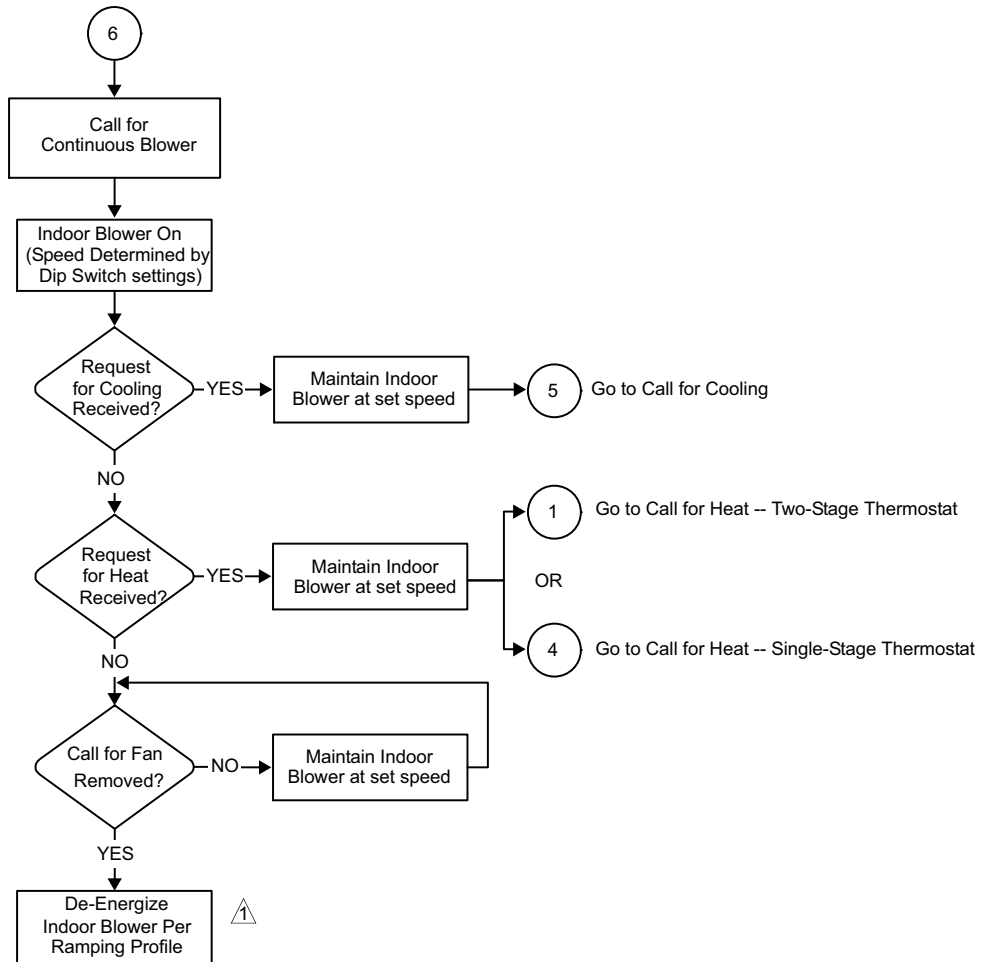 6
Call for
Continuous Blower
Indoor Blower On
(Speed Determined by
Dip Switch settings)
Request
for Cooling
Received?
YES
Maintain Indoor
Blower at set speed
5
Go to Call for Cooling
NO
Request
for Heat
Received?
YES
Maintain Indoor
Blower at set speed
1
Go to Call for Heat -- Two-Stage Thermostat
OR
4
Go to Call for Heat -- Single-Stage Thermostat
NO
Call for Fan
Removed?
NO
Maintain Indoor
Blower at set speed
YES
De-Energize
Indoor Blower Per
Ramping Profile
1